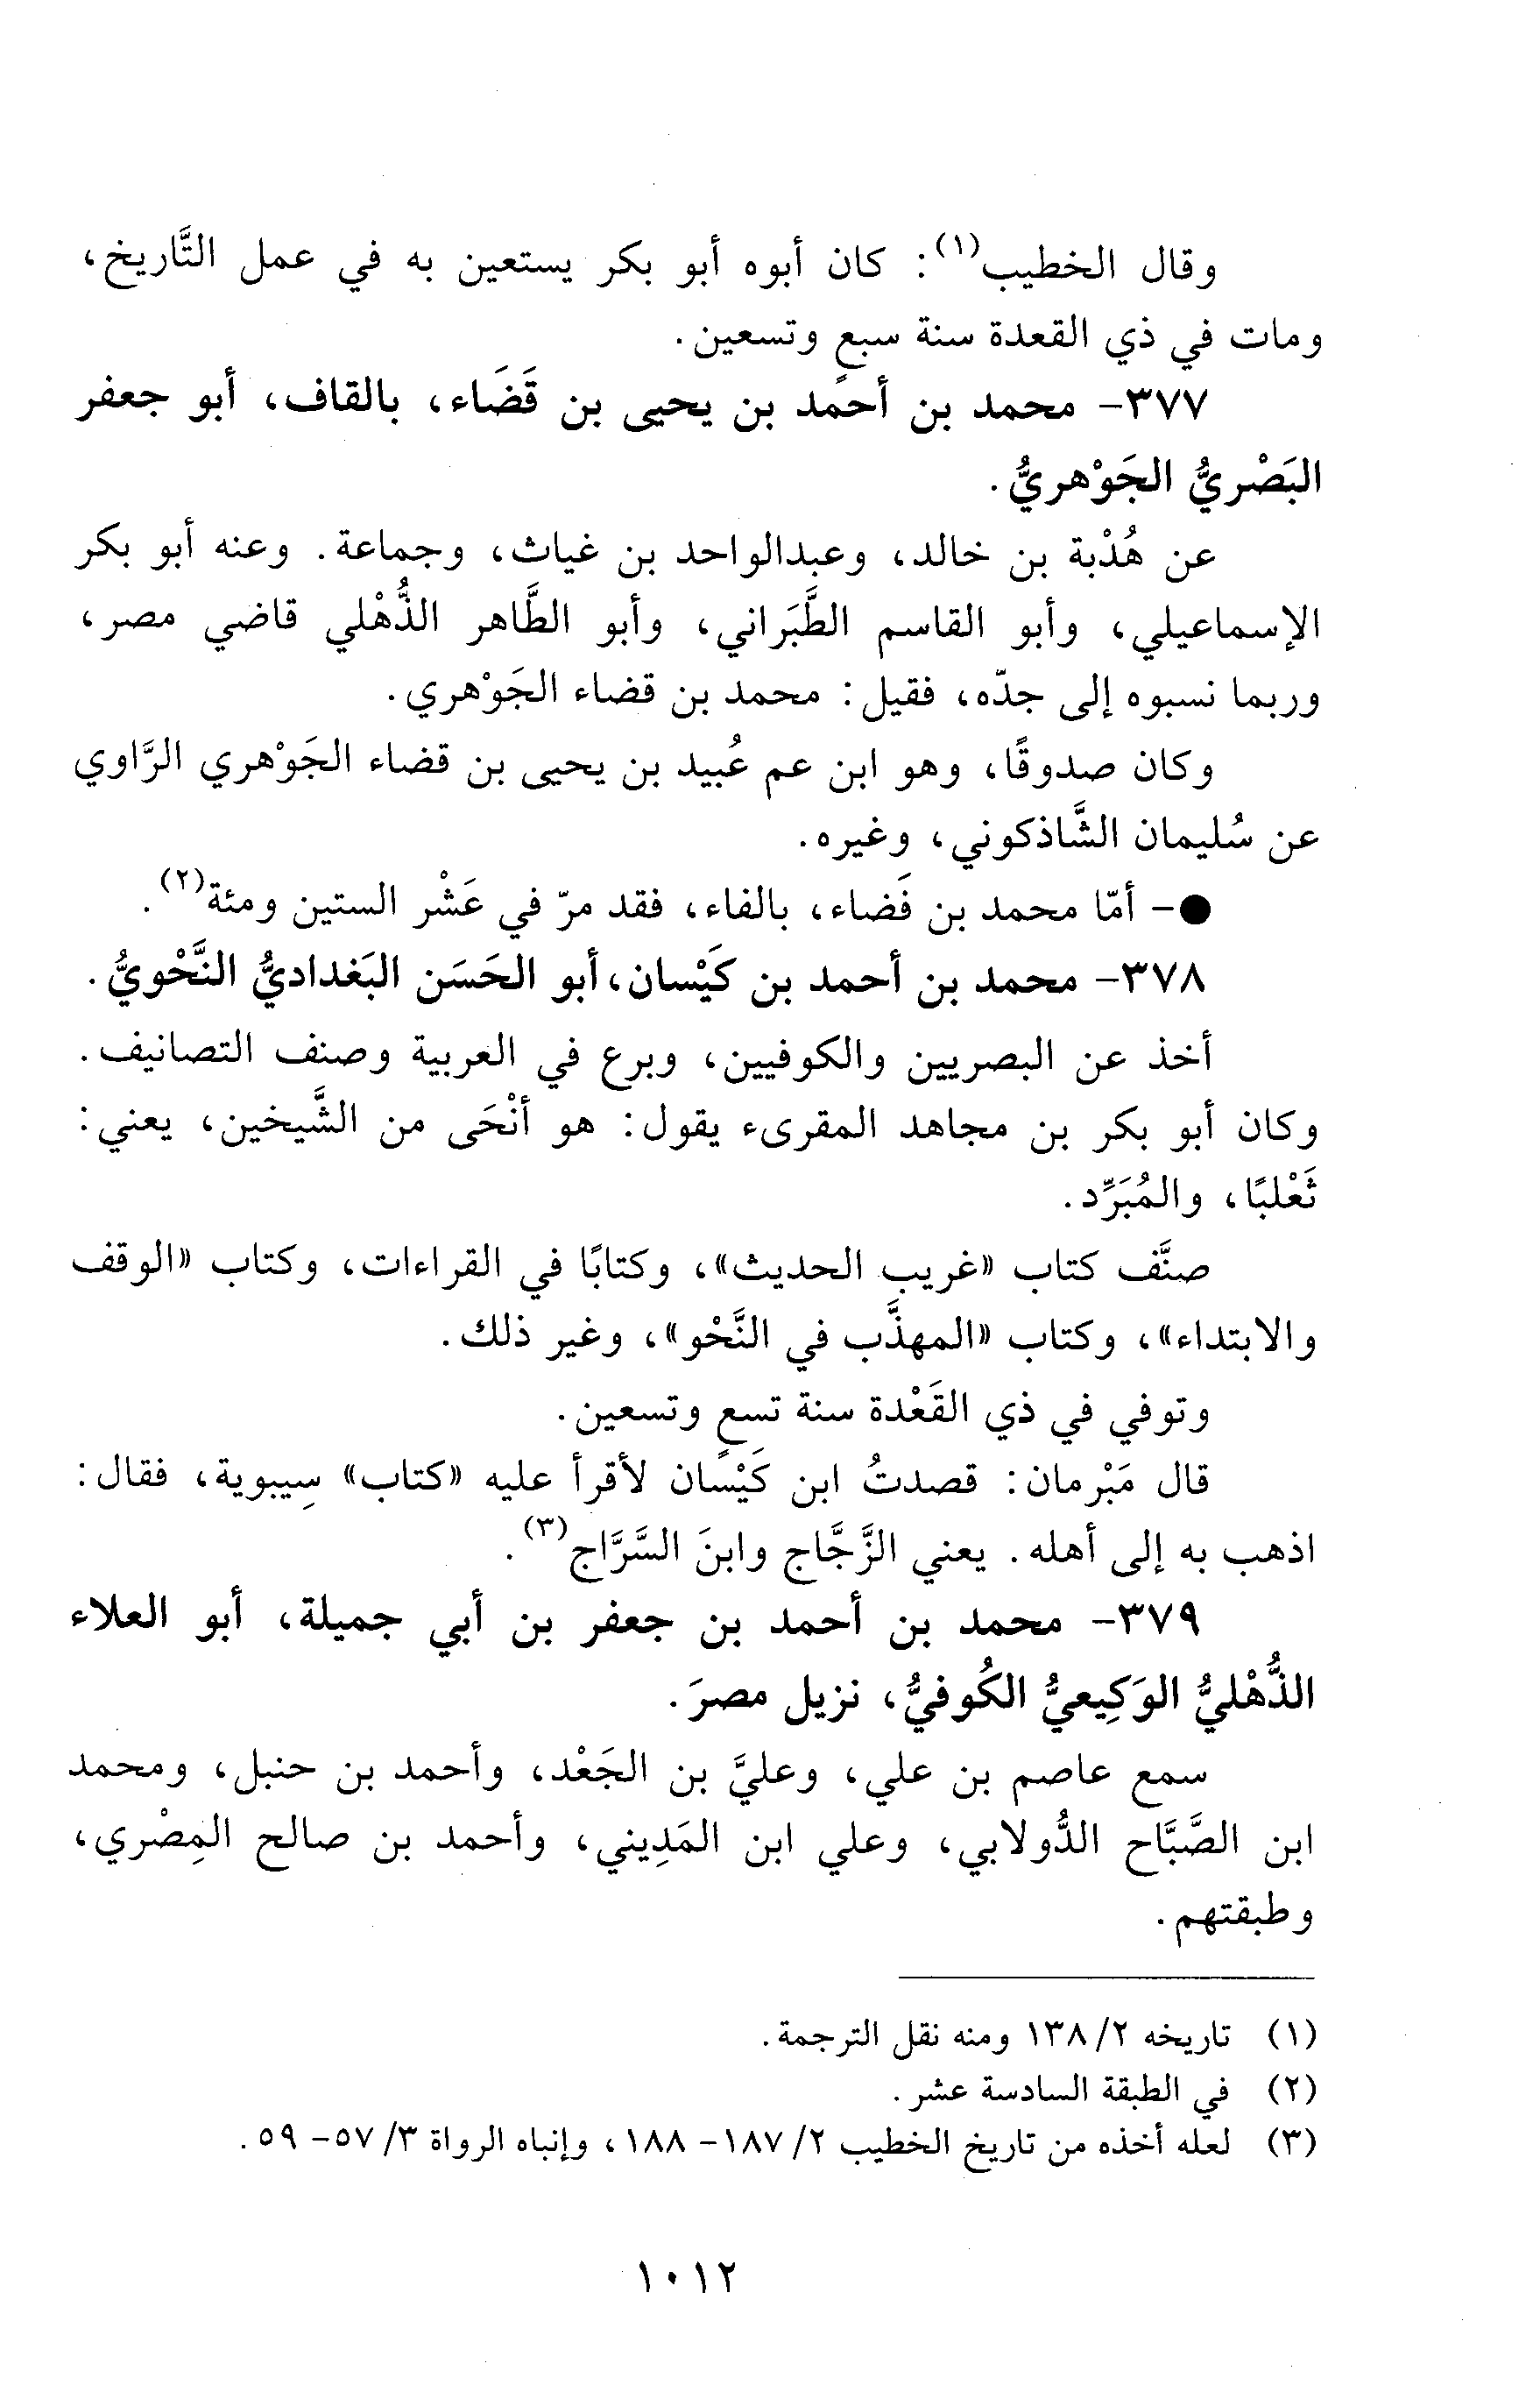 وقال الخطيب(١): كان أبوه أبو بكر يستعين به في عمل التَّاريخ،
ومات في ذي القعدة سنة سبعٍ وتسعين.
٣٧٧- محمد بن أحمد بن يحيى بن قَضَاء، بالقاف، أبو جعفر
البَصْريُّ الجَوْهريُّ.
عن هُدْبة بن خالد، وعبدالواحد بن غياث، وجماعة. وعنه أبو بكر
الإسماعيلي، وأبو القاسم الطَّبَراني، وأبو الطَّاهر الذُّهْلي قاضي مصر،
وربما نسبوه إلى جدّه، فقيل: محمد بن قضاء الجَوْهري.
وكان صدوقًا، وهو ابن عم عُبيد بن يحيى بن قضاء الجَوْهري الرَّاوي
عن سُليمان الشَّاذكوني، وغيره.
●- أمّا محمد بن فَضاء، بالفاء، فقد مرّ في عَشْر الستين ومئة(٢).
٣٧٨- محمد بن أحمد بن كَيْسان، أبو الحَسَن البَغداديُّ النَّحْويُّ.
أخذ عن البصريين والكوفيين، وبرع في العربية وصنف التصانيف.
وكان أبو بكر بن مجاهد المقرىء يقول: هو أنْحَى من الشَّيخين، يعني:
ثَعْلبًا، والمُبَرِّد.
صنَّف كتاب «غريب الحديث»، وكتابًا في القراءات، وكتاب «الوقف
والابتداء»، وكتاب «المهذَّب في النَّحْو»، وغير ذلك.
وتوفي في ذي القَعْدة سنة تسعٍ وتسعين.
قال مَبْرمان: قصدتُ ابن كَيْسان لأقرأ عليه «كتاب» سِيبوية، فقال:
اذهب به إلى أهله. يعني الزَّجَّاج وابنَ السَّرَّاج(٣).
٣٧٩- محمد بن أحمد بن جعفر بن أبي جميلة، أبو العلاء
الذُّهْليُّ الوَكِيعيُّ الكُوفيُّ، نزيل مصرَ.
سمع عاصم بن علي، وعليَّ بن الجَعْد، وأحمد بن حنبل، ومحمد
ابن الصَّبَّاح الدُّولابي، وعلي ابن المَدِيني، وأحمد بن صالح المِصْري،
وطبقتهم.
(١) تاريخه ٢/ ١٣٨ ومنه نقل الترجمة.
(٢) في الطبقة السادسة عشر.
(٣) لعله أخذه من تاريخ الخطيب ٢/ ١٨٧- ١٨٨، وإنباه الرواة ٣/ ٥٧- ٥٩.
١٠١٢